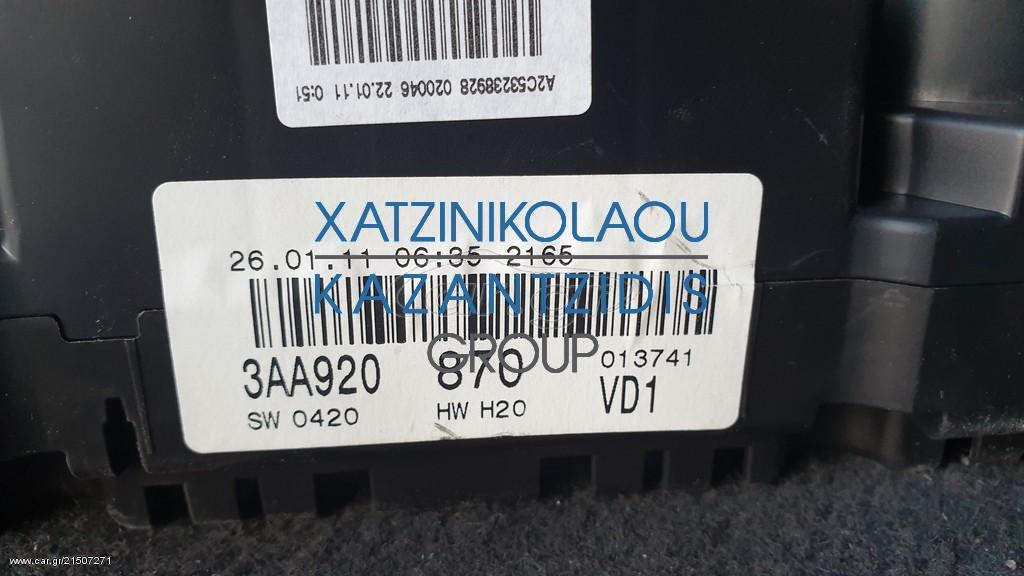 A2C53238928 020046 22.01.11 0:51
XATZINIKOLAOU
26.01.11 06:35 2165
KAZANTZIDIS
GROUP
013741
3AA920 870 VD1
SW 0420 HW H20
www.car.gr/21507271